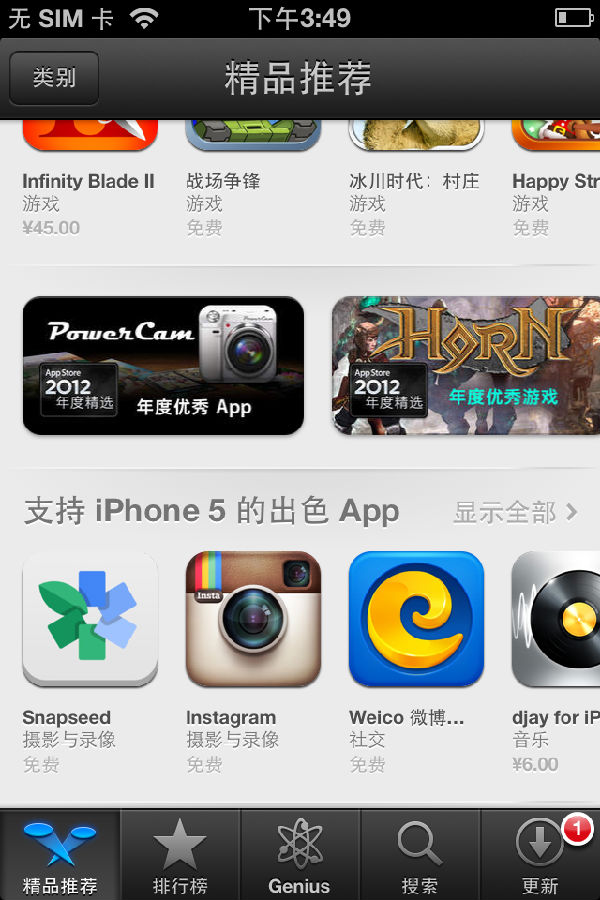 无 SIM 卡
下午3:49
类别
精品推荐
Infinity Blade II
战场争锋
冰川时代：村庄
Happy Str
游戏
游戏
游戏
游戏
¥45.00
免费
免费
免费
PowerCam
App Store
2012
年度精选
年度优秀 App
HORN
App Store
2012
年度精选
年度优秀游戏
支持 iPhone 5 的出色 App
显示全部
Insta
Snapseed
Instagram
Weico 微博...
djay for iP
摄影与录像
摄影与录像
社交
音乐
免费
免费
免费
¥6.00
1
精品推荐
排行榜
Genius
搜索
更新